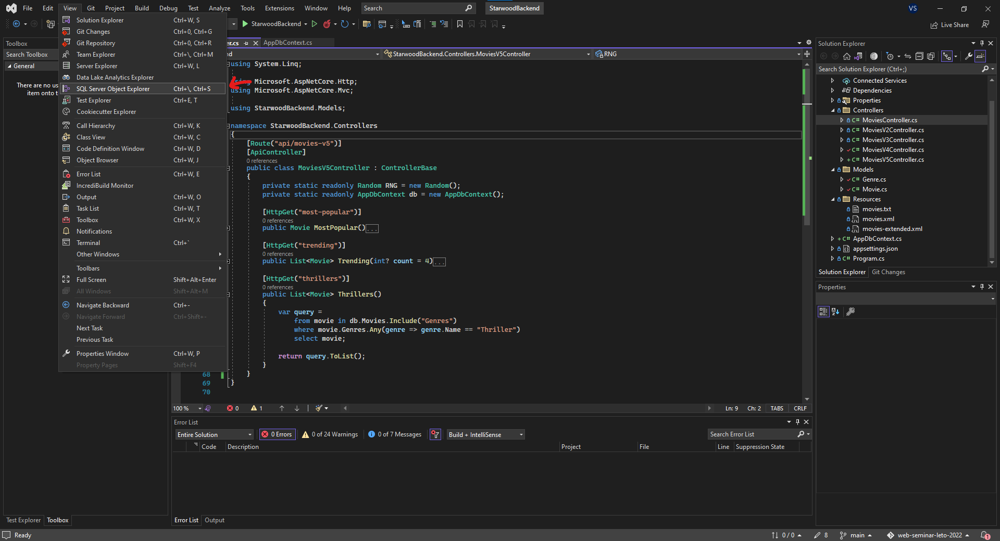 File Edit View Git Project Build Debug Test Analyze Tools Extensions Window Help Search StarwoodBackend VS
StarwoodBackend Live Share
Solution Explorer Ctrl+W, S
Git Changes Ctrl+0, Ctrl+G
Git Repository Ctrl+0, Ctrl+R
Team Explorer Ctrl+\, Ctrl+M
Server Explorer Ctrl+W, L
Data Lake Analytics Explorer
SQL Server Object Explorer Ctrl+\, Ctrl+S
Test Explorer Ctrl+E, T
Cookiecutter Explorer
Call Hierarchy Ctrl+W, K
Class View Ctrl+W, C
Code Definition Window Ctrl+W, D
Object Browser Ctrl+W, J
Error List Ctrl+W, E
IncrediBuild Monitor
Output Ctrl+W, O
Task List Ctrl+W, T
Toolbox Ctrl+W, X
Notifications
Terminal Ctrl+`
Other Windows
Toolbars
Full Screen Shift+Alt+Enter
All Windows Shift+Alt+M
Navigate Backward Ctrl+-
Navigate Forward Ctrl+Shift+-
Next Task
Previous Task
Properties Window Ctrl+W, P
Property Pages Shift+F4
Toolbox
Search Toolbox
General
There are no us
item onto t
Test Explorer Toolbox
er.cs AppDbContext.cs
nd StarwoodBackend.Controllers.MoviesV5Controller RNG
using System.Linq;
ing Microsoft.AspNetCore.Http;
using Microsoft.AspNetCore.Mvc;
using StarwoodBackend.Models;
namespace StarwoodBackend.Controllers
{
[Route("api/movies-v5")]
[ApiController]
0 references
public class MoviesV5Controller : ControllerBase
{
private static readonly Random RNG = new Random();
private static readonly AppDbContext db = new AppDbContext();
[HttpGet("most-popular")]
0 references
public Movie MostPopular()...
[HttpGet("trending")]
0 references
public List<Movie> Trending(int? count = 4)...
[HttpGet("thrillers")]
0 references
public List<Movie> Thrillers()
{
var query =
from movie in db.Movies.Include("Genres")
where movie.Genres.Any(genre => genre.Name == "Thriller")
select movie;
return query.ToList();
}
68 }
69 }
70
100 % 0 1 Ln: 9 Ch: 2 TABS CRLF
Error List
Entire Solution 0 Errors 0 of 24 Warnings 0 of 7 Messages Build + IntelliSense Search Error List
Code Description Project File Line Suppression State
Error List Output
Solution Explorer
Search Solution Explorer (Ctrl+;)
Connected Services
Dependencies
Properties
Controllers
C# MoviesController.cs
C# MoviesV2Controller.cs
C# MoviesV3Controller.cs
C# MoviesV4Controller.cs
C# MoviesV5Controller.cs
Models
C# Genre.cs
C# Movie.cs
Resources
movies.txt
movies.xml
movies-extended.xml
C# AppDbContext.cs
appsettings.json
C# Program.cs
Solution Explorer Git Changes
Properties
Ready 0 / 0 8 main web-seminar-leto-2022 1